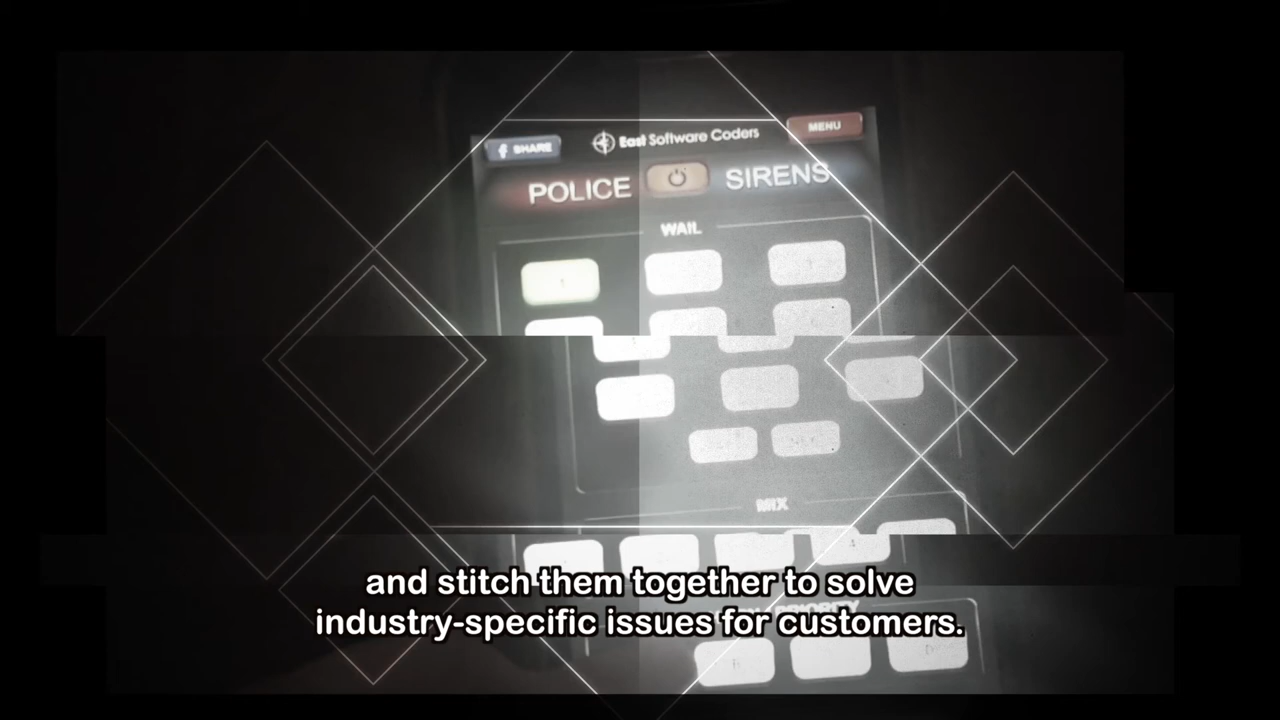 SHARE
East Software Coders
MENU
POLICE
SIRENS
WAIL
MIX
PRIORITY
and stitch them together to solve
industry-specific issues for customers.